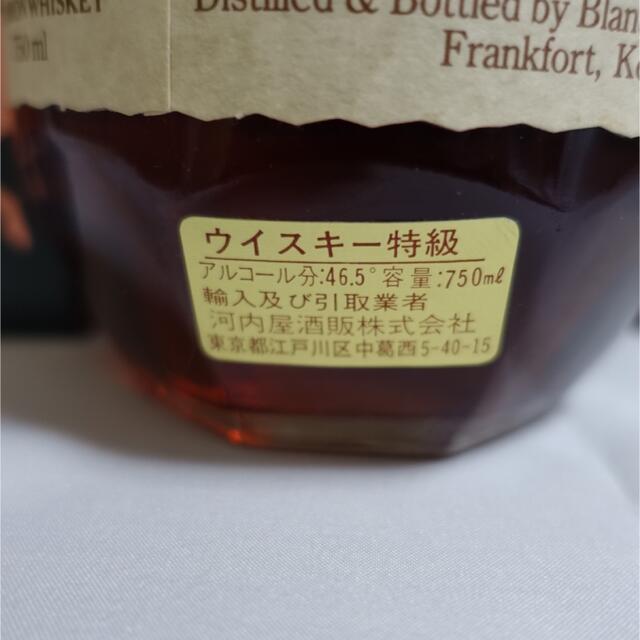 WHISKEY
Distilled & Bottled by
750 ml
Frankfort,
ウイスキー特級
アルコール分:46.5° 容量:750mℓ
輸入及び引取業者
河内屋酒販株式会社
東京都江戸川区中葛西5-40-15